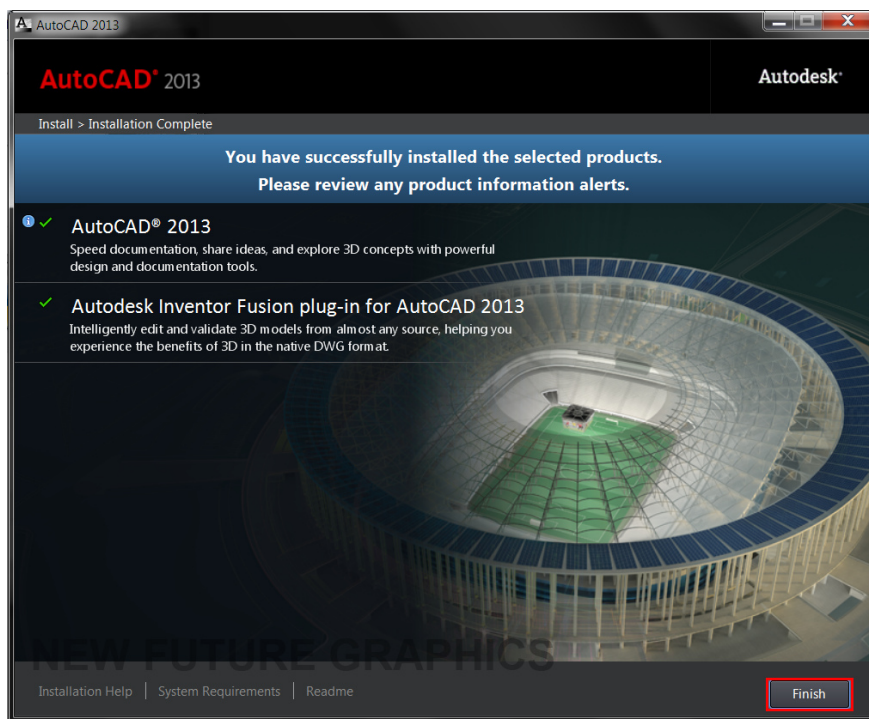 AutoCAD 2013
AutoCAD® 2013
Autodesk®
Install > Installation Complete
You have successfully installed the selected products.
Please review any product information alerts.
AutoCAD® 2013
Speed documentation, share ideas, and explore 3D concepts with powerful
design and documentation tools.
Autodesk Inventor Fusion plug-in for AutoCAD 2013
Intelligently edit and validate 3D models from almost any source, helping you
experience the benefits of 3D in the native DWG format.
NEW FUTURE GRAPHICS
Installation Help | System Requirements | Readme
Finish